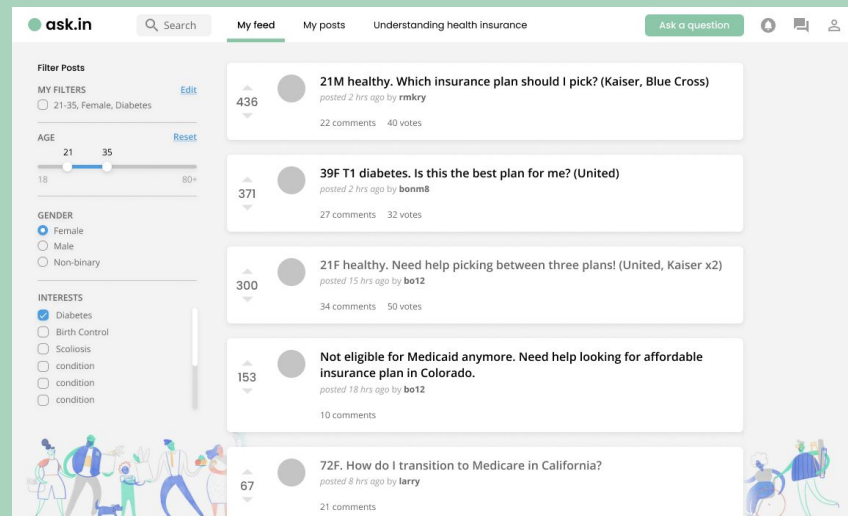 ask.in
Search
My feed
My posts
Understanding health insurance
Ask a question
Filter Posts
MY FILTERS
Edit
21-35, Female, Diabetes
AGE
Reset
21
35
18
80+
GENDER
Female
Male
Non-binary
INTERESTS
Diabetes
Birth Control
Scoliosis
condition
condition
condition
436
21M healthy. Which insurance plan should I pick? (Kaiser, Blue Cross)
posted 2 hrs ago by rmkry
22 comments 40 votes
371
39F T1 diabetes. Is this the best plan for me? (United)
posted 2 hrs ago by bonm8
27 comments 32 votes
300
21F healthy. Need help picking between three plans! (United, Kaiser x2)
posted 15 hrs ago by bo12
34 comments 50 votes
153
Not eligible for Medicaid anymore. Need help looking for affordable
insurance plan in Colorado.
posted 18 hrs ago by bo12
10 comments
67
72F. How do I transition to Medicare in California?
posted 8 hrs ago by larry
21 comments